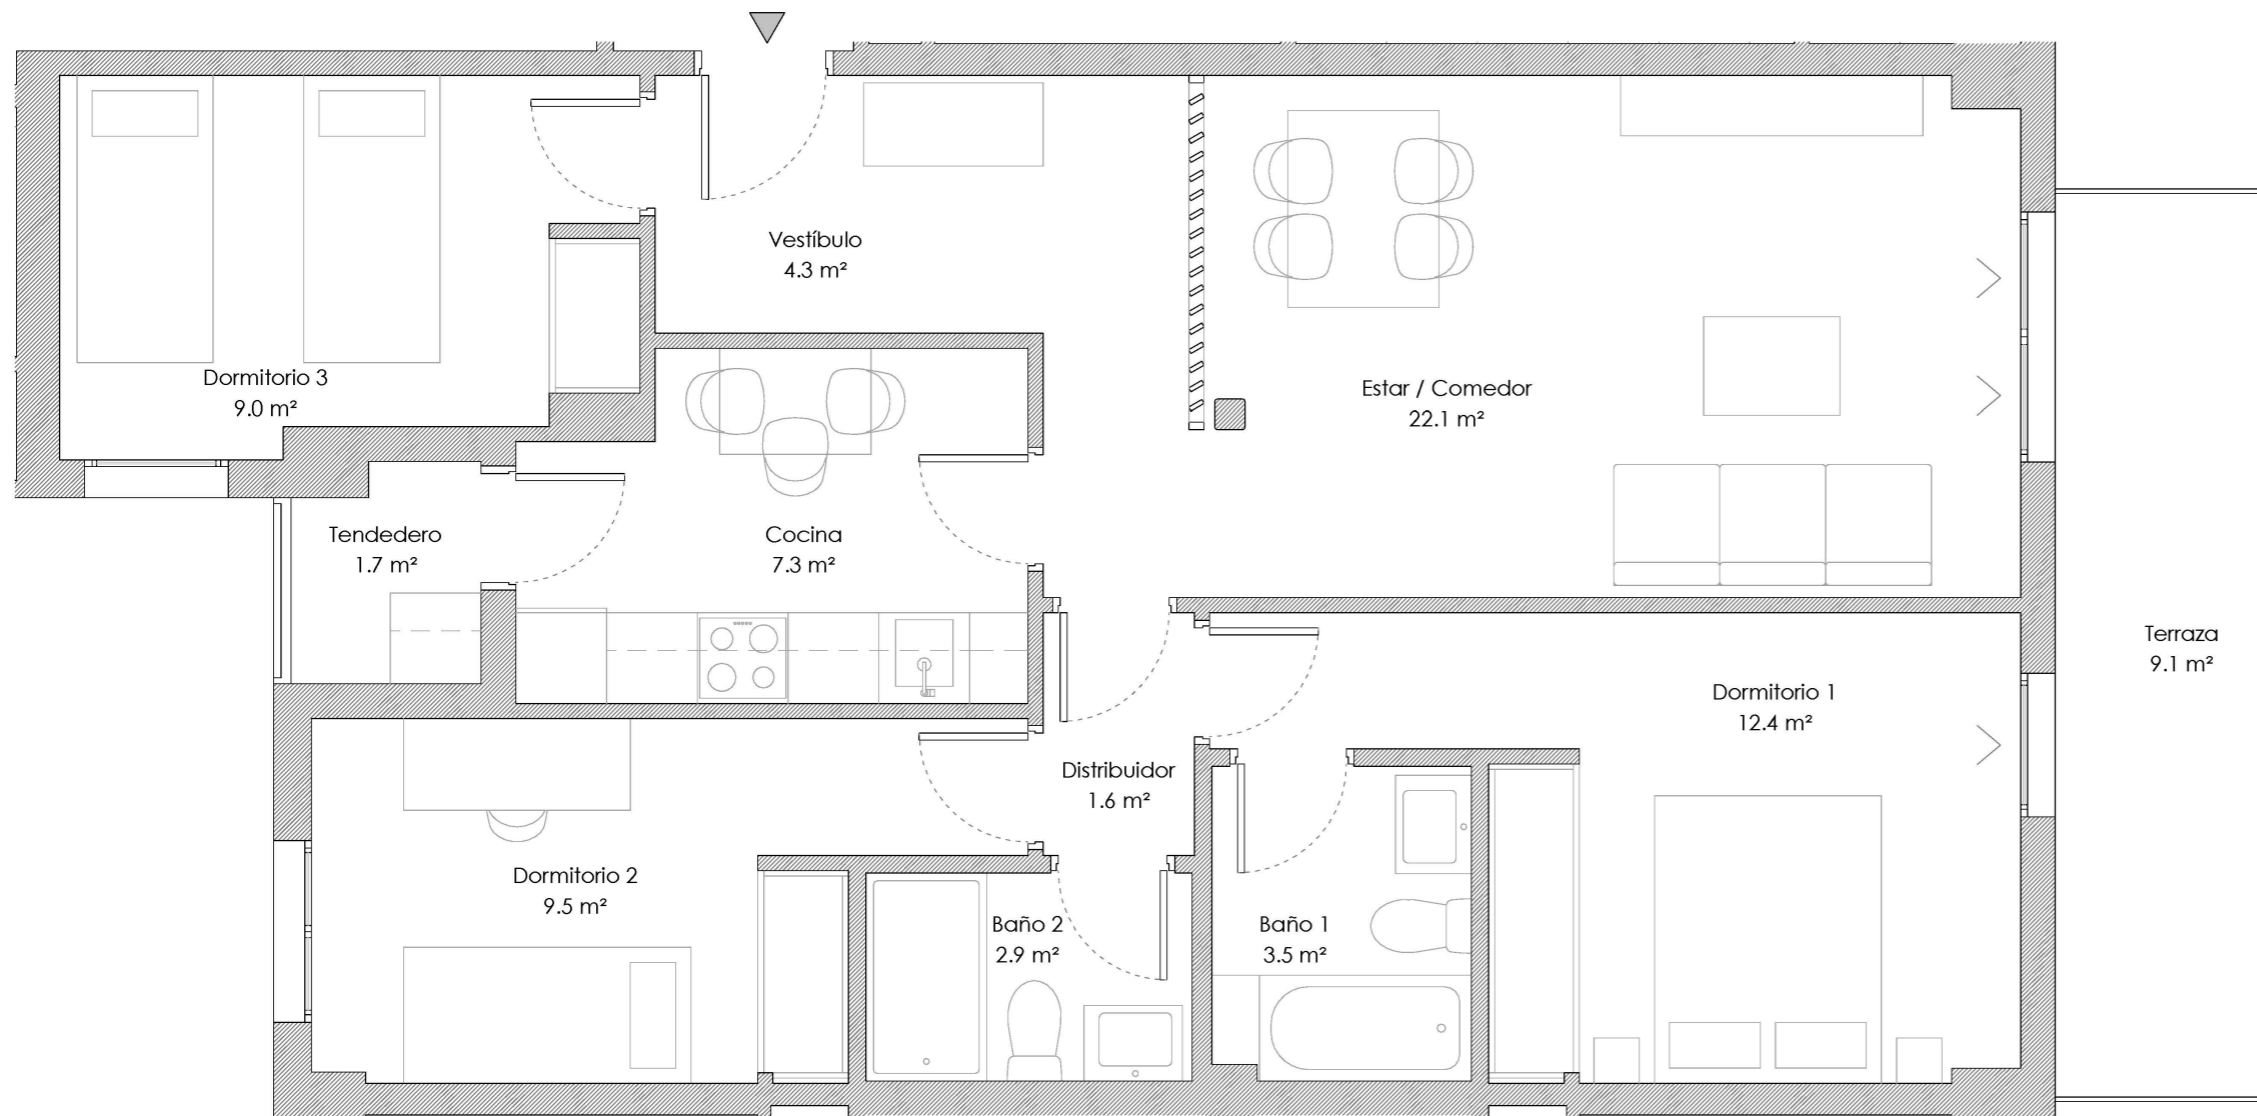 Vestíbulo
4.3 m²
Dormitorio 3
9.0 m²
Estar / Comedor
22.1 m²
Tendedero
1.7 m²
Cocina
7.3 m²
Terraza
9.1 m²
Dormitorio 1
12.4 m²
Distribuidor
1.6 m²
Dormitorio 2
9.5 m²
Baño 2
2.9 m²
Baño 1
3.5 m²